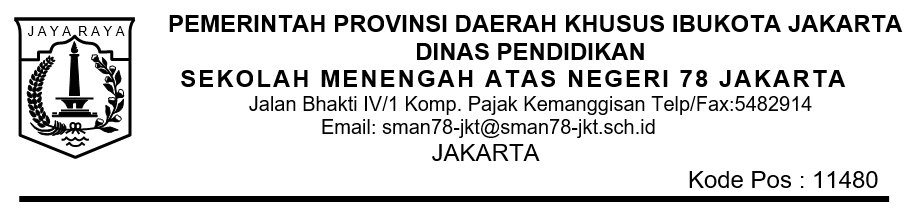 JAYA RAYA
PEMERINTAH PROVINSI DAERAH KHUSUS IBUKOTA JAKARTA
DINAS PENDIDIKAN
SEKOLAH MENENGAH ATAS NEGERI 78 JAKARTA
Jalan Bhakti IV/1 Komp. Pajak Kemanggisan Telp/Fax:5482914
Email: sman78-jkt@sman78-jkt.sch.id
JAKARTA
Kode Pos : 11480